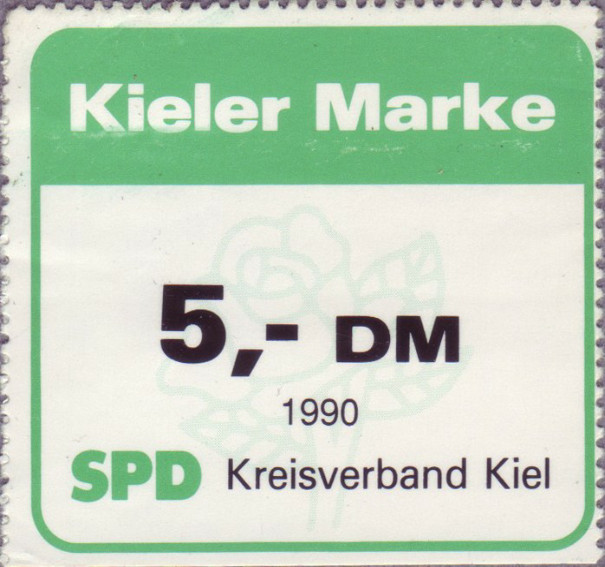 Kieler Marke
5,- DM
1990
SPD Kreisverband Kiel